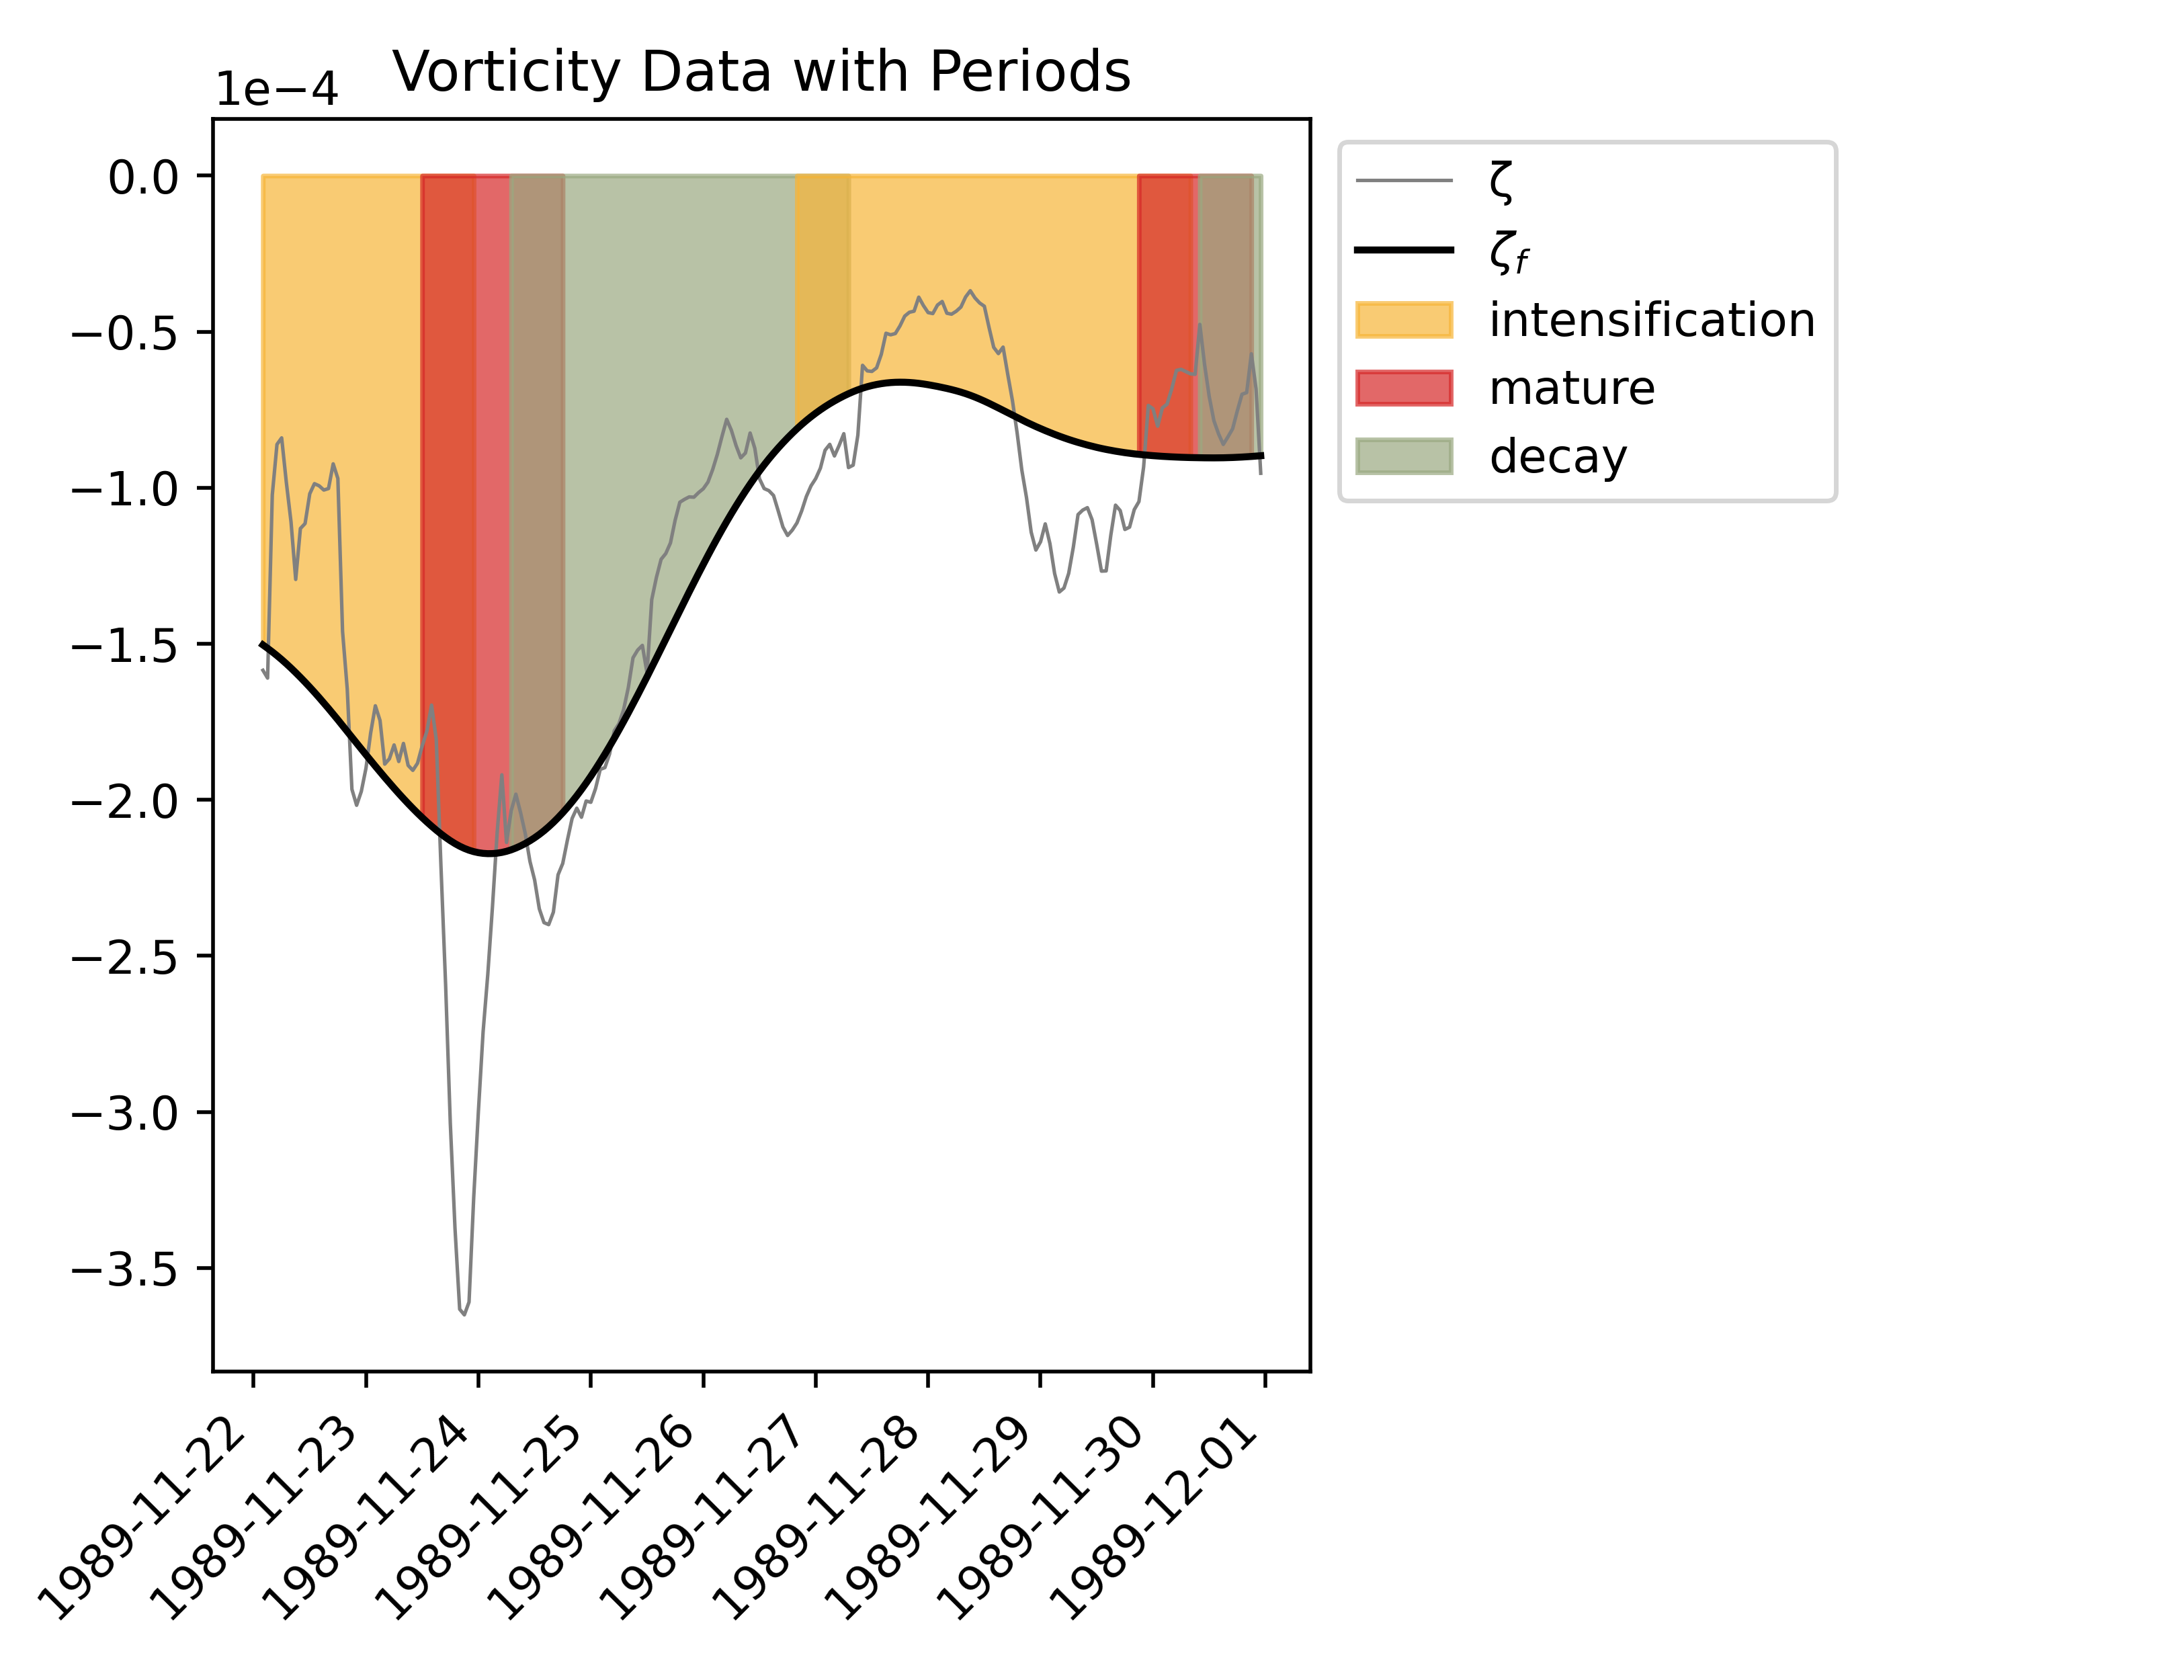 Vorticity Data with Periods
1e−4
0.0
−0.5
−1.0
−1.5
−2.0
−2.5
−3.0
−3.5
1989-11-22
1989-11-23
1989-11-24
1989-11-25
1989-11-26
1989-11-27
1989-11-28
1989-11-29
1989-11-30
1989-12-01
ζ
ζf
intensification
mature
decay